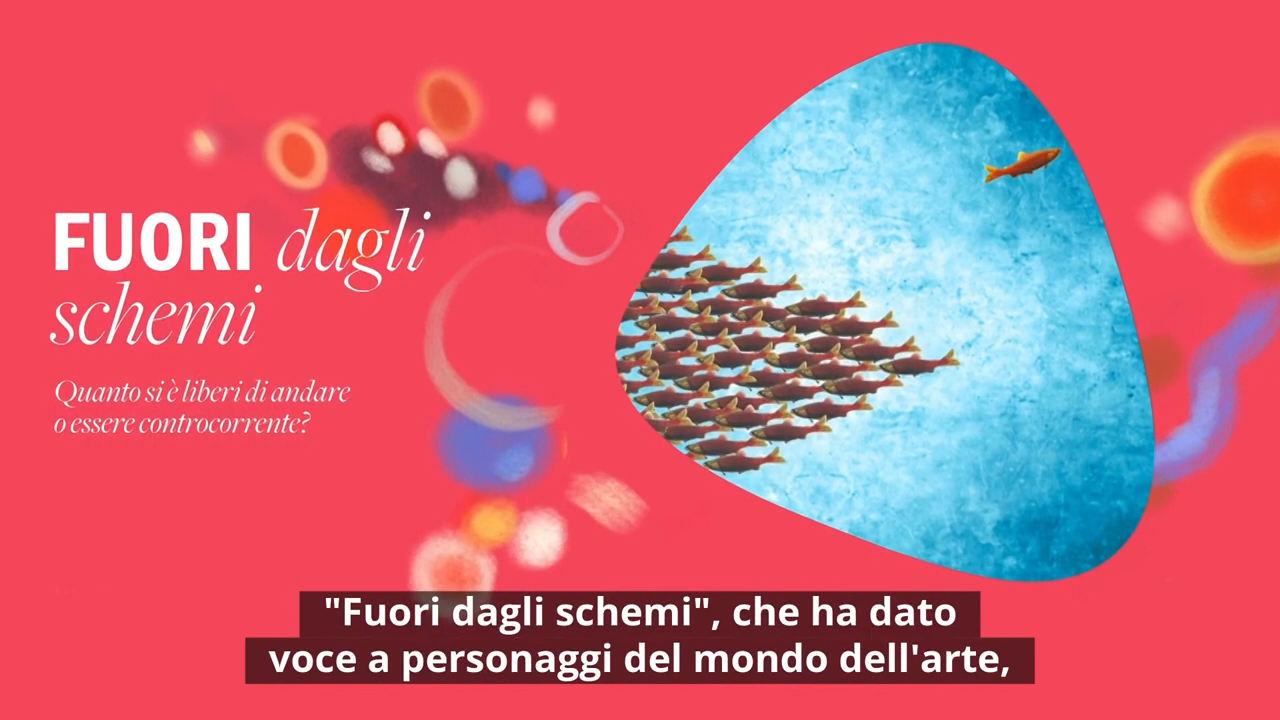 FUORI dagli
schemi
Quanto si è liberi di andare
o essere controcorrente?
"Fuori dagli schemi", che ha dato
voce a personaggi del mondo dell'arte,